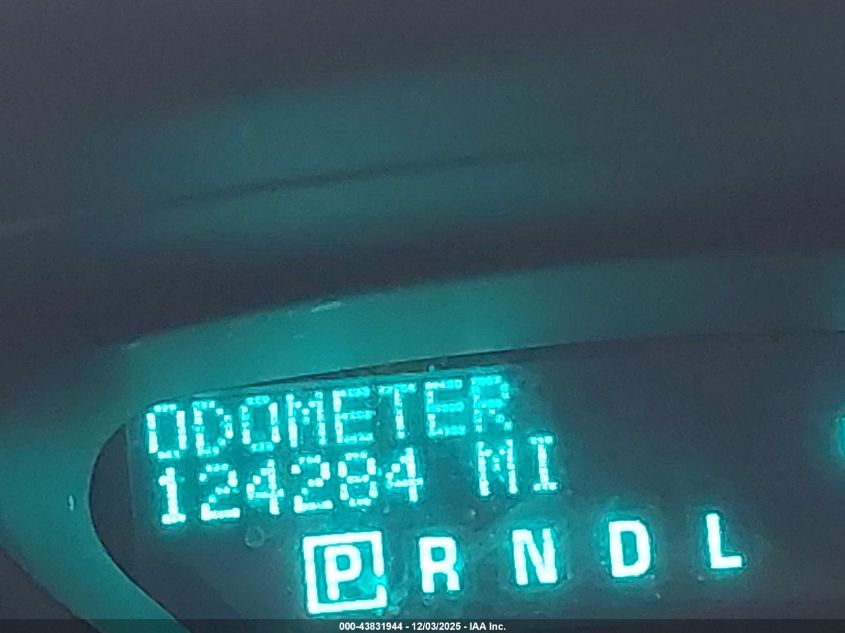 ODOMETER
124284 MI
P R N D L
000-43831944 - 12/03/2025 - IAA Inc.